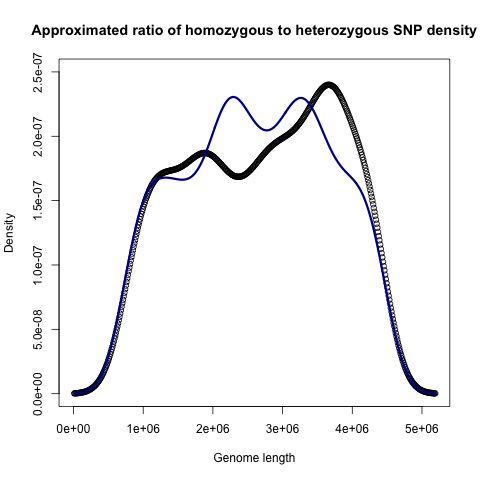 Approximated ratio of homozygous to heterozygous SNP density
Density
2.5e-07
2.0e-07
1.5e-07
1.0e-07
5.0e-08
0.0e+00
0e+00 1e+06 2e+06 3e+06 4e+06 5e+06
Genome length